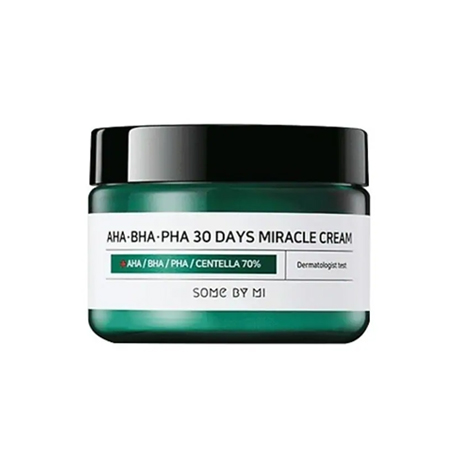 AHA·BHA·PHA 30 DAYS MIRACLE CREAM
AHA / BHA / PHA / CENTELLA 70%
Dermatologist test
SOME BY MI